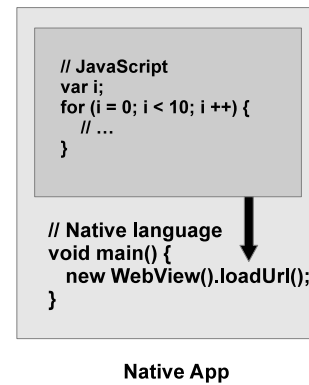 // JavaScript
var i;
for (i = 0; i < 10; i ++) {
// …
}
// Native language
void main() {
new WebView().loadUrl();
}
Native App